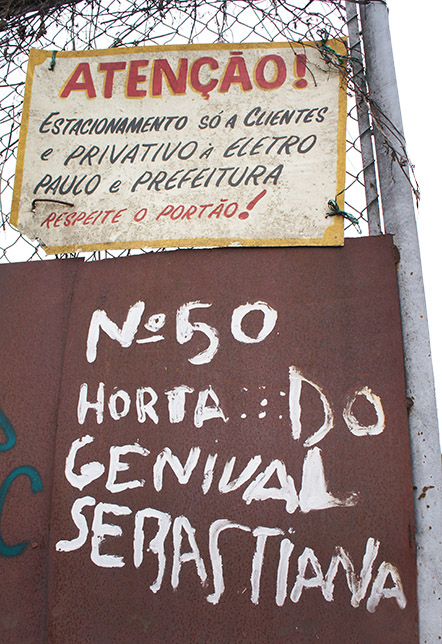 ATENÇÃO!
ESTACIONAMENTO SÓ A CLIENTES
E PRIVATIVO À ELETRO
PAULO E PREFEITURA
RESPEITE O PORTÃO!
Nº 50
HORTA ::: DO
GENIVAL
SEBASTIANA